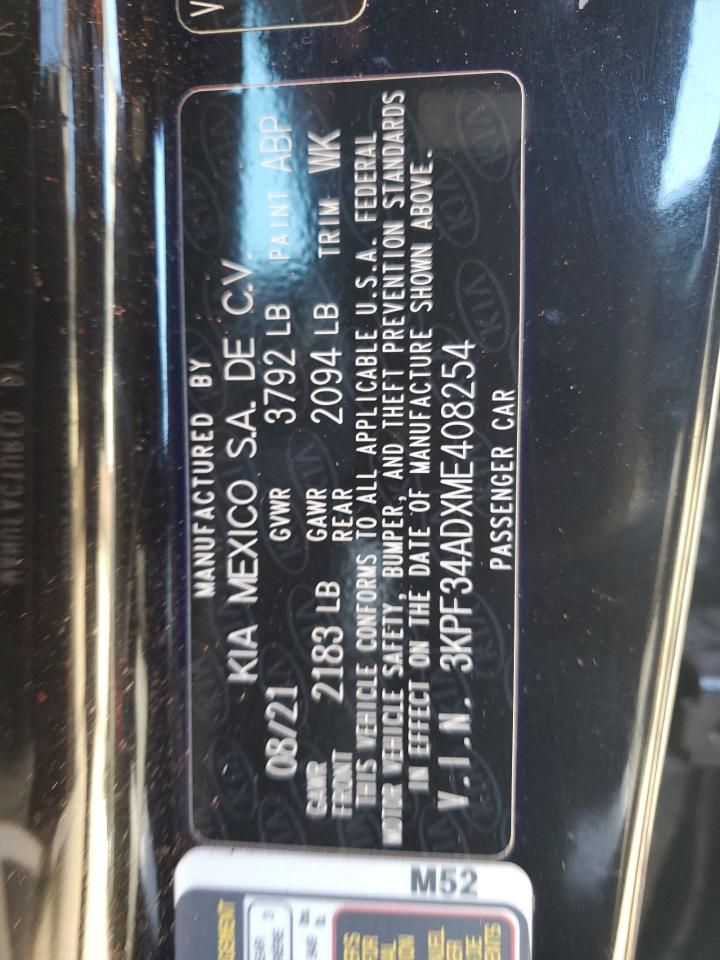 MANUFACTURED BY
KIA MEXICO S.A. DE C.V.
08/21 GVWR 3792 LB PAINT ABP
GAWR FRONT 2183 LB GAWR REAR 2094 LB TRIM WK
THIS VEHICLE CONFORMS TO ALL APPLICABLE U.S.A. FEDERAL
MOTOR VEHICLE SAFETY, BUMPER, AND THEFT PREVENTION STANDARDS
IN EFFECT ON THE DATE OF MANUFACTURE SHOWN ABOVE.
V.I.N. 3KPF34ADXME408254
PASSENGER CAR
M52